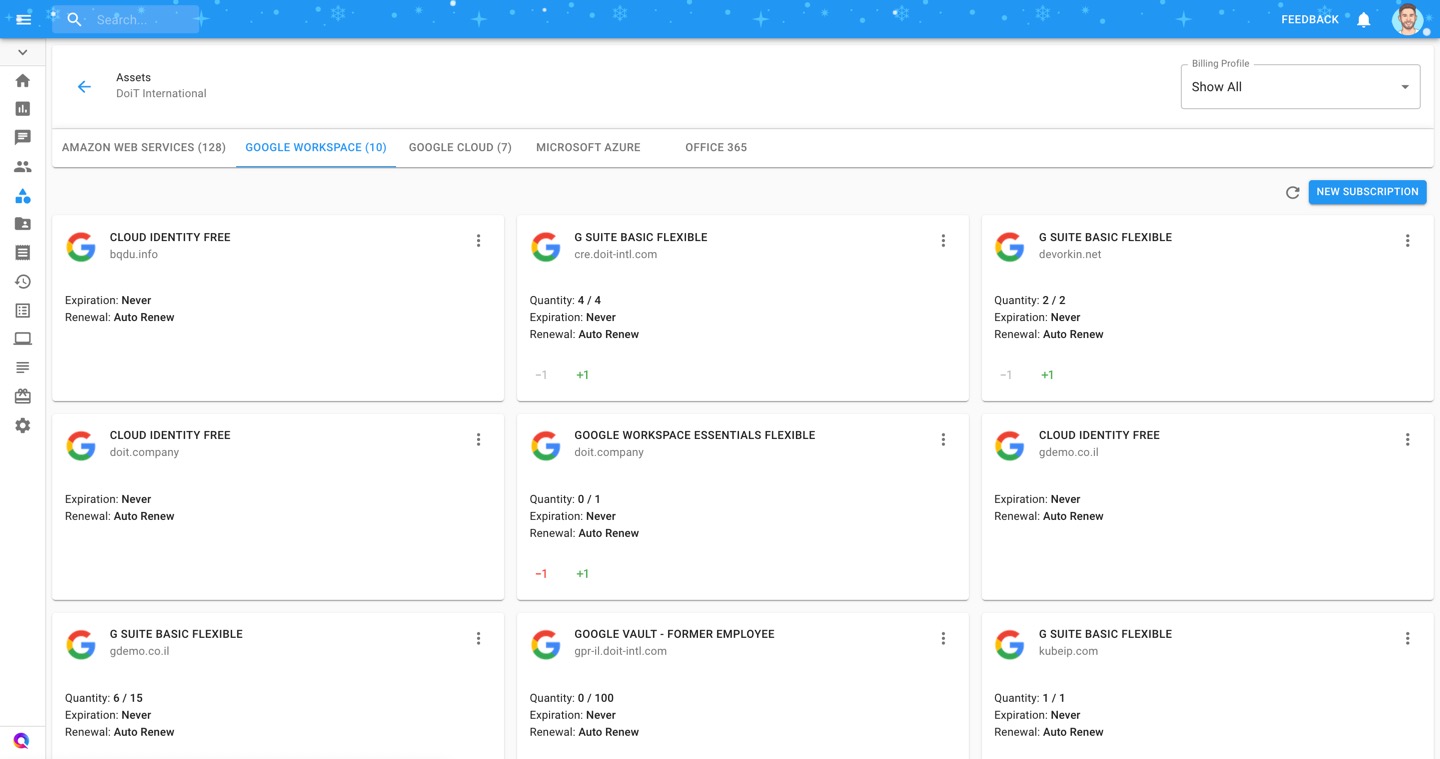 Search...
FEEDBACK
Assets
DoiT International
Billing Profile
Show All
AMAZON WEB SERVICES (128)
GOOGLE WORKSPACE (10)
GOOGLE CLOUD (7)
MICROSOFT AZURE
OFFICE 365
NEW SUBSCRIPTION
CLOUD IDENTITY FREE
bqdu.info
Expiration: Never
Renewal: Auto Renew
G SUITE BASIC FLEXIBLE
cre.doit-intl.com
Quantity: 4 / 4
Expiration: Never
Renewal: Auto Renew
−1 +1
G SUITE BASIC FLEXIBLE
devorkin.net
Quantity: 2 / 2
Expiration: Never
Renewal: Auto Renew
−1 +1
CLOUD IDENTITY FREE
doit.company
Expiration: Never
Renewal: Auto Renew
GOOGLE WORKSPACE ESSENTIALS FLEXIBLE
doit.company
Quantity: 0 / 1
Expiration: Never
Renewal: Auto Renew
−1 +1
CLOUD IDENTITY FREE
gdemo.co.il
Expiration: Never
Renewal: Auto Renew
G SUITE BASIC FLEXIBLE
gdemo.co.il
Quantity: 6 / 15
Expiration: Never
Renewal: Auto Renew
GOOGLE VAULT - FORMER EMPLOYEE
gpr-il.doit-intl.com
Quantity: 0 / 100
Expiration: Never
Renewal: Auto Renew
G SUITE BASIC FLEXIBLE
kubeip.com
Quantity: 1 / 1
Expiration: Never
Renewal: Auto Renew